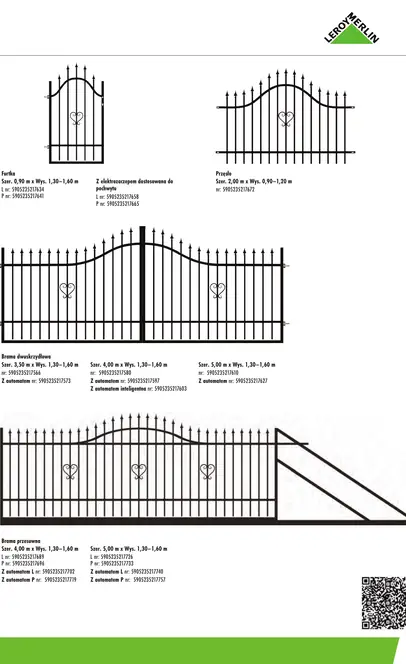 LEROY MERLIN
Furtka
Szer. 0,90 m x Wys. 1,30–1,60 m
L nr: 5905235217634
P nr: 5905235217641
Z elektrozaczepem dostosowana do
pochwytu
L nr: 5905235217658
P nr: 5905235217665
Przęsło
Szer. 2,00 m x Wys. 0,90–1,20 m
nr: 5905235217672
Brama dwuskrzydłowa
Szer. 3,50 m x Wys. 1,30–1,60 m
nr: 5905235217566
Z automatem nr: 5905235217573
Szer. 4,00 m x Wys. 1,30–1,60 m
nr: 5905235217580
Z automatem nr: 5905235217597
Z automatem inteligentna nr: 5905235217603
Szer. 5,00 m x Wys. 1,30–1,60 m
nr: 5905235217610
Z automatem nr: 5905235217627
Brama przesuwna
Szer. 4,00 m x Wys. 1,30–1,60 m
L nr: 5905235217689
P nr: 5905235217696
Z automatem L nr: 5905235217702
Z automatem P nr: 5905235217719
Szer. 5,00 m x Wys. 1,30–1,60 m
L nr: 5905235217726
P nr: 5905235217733
Z automatem L nr: 5905235217740
Z automatem P nr: 5905235217757